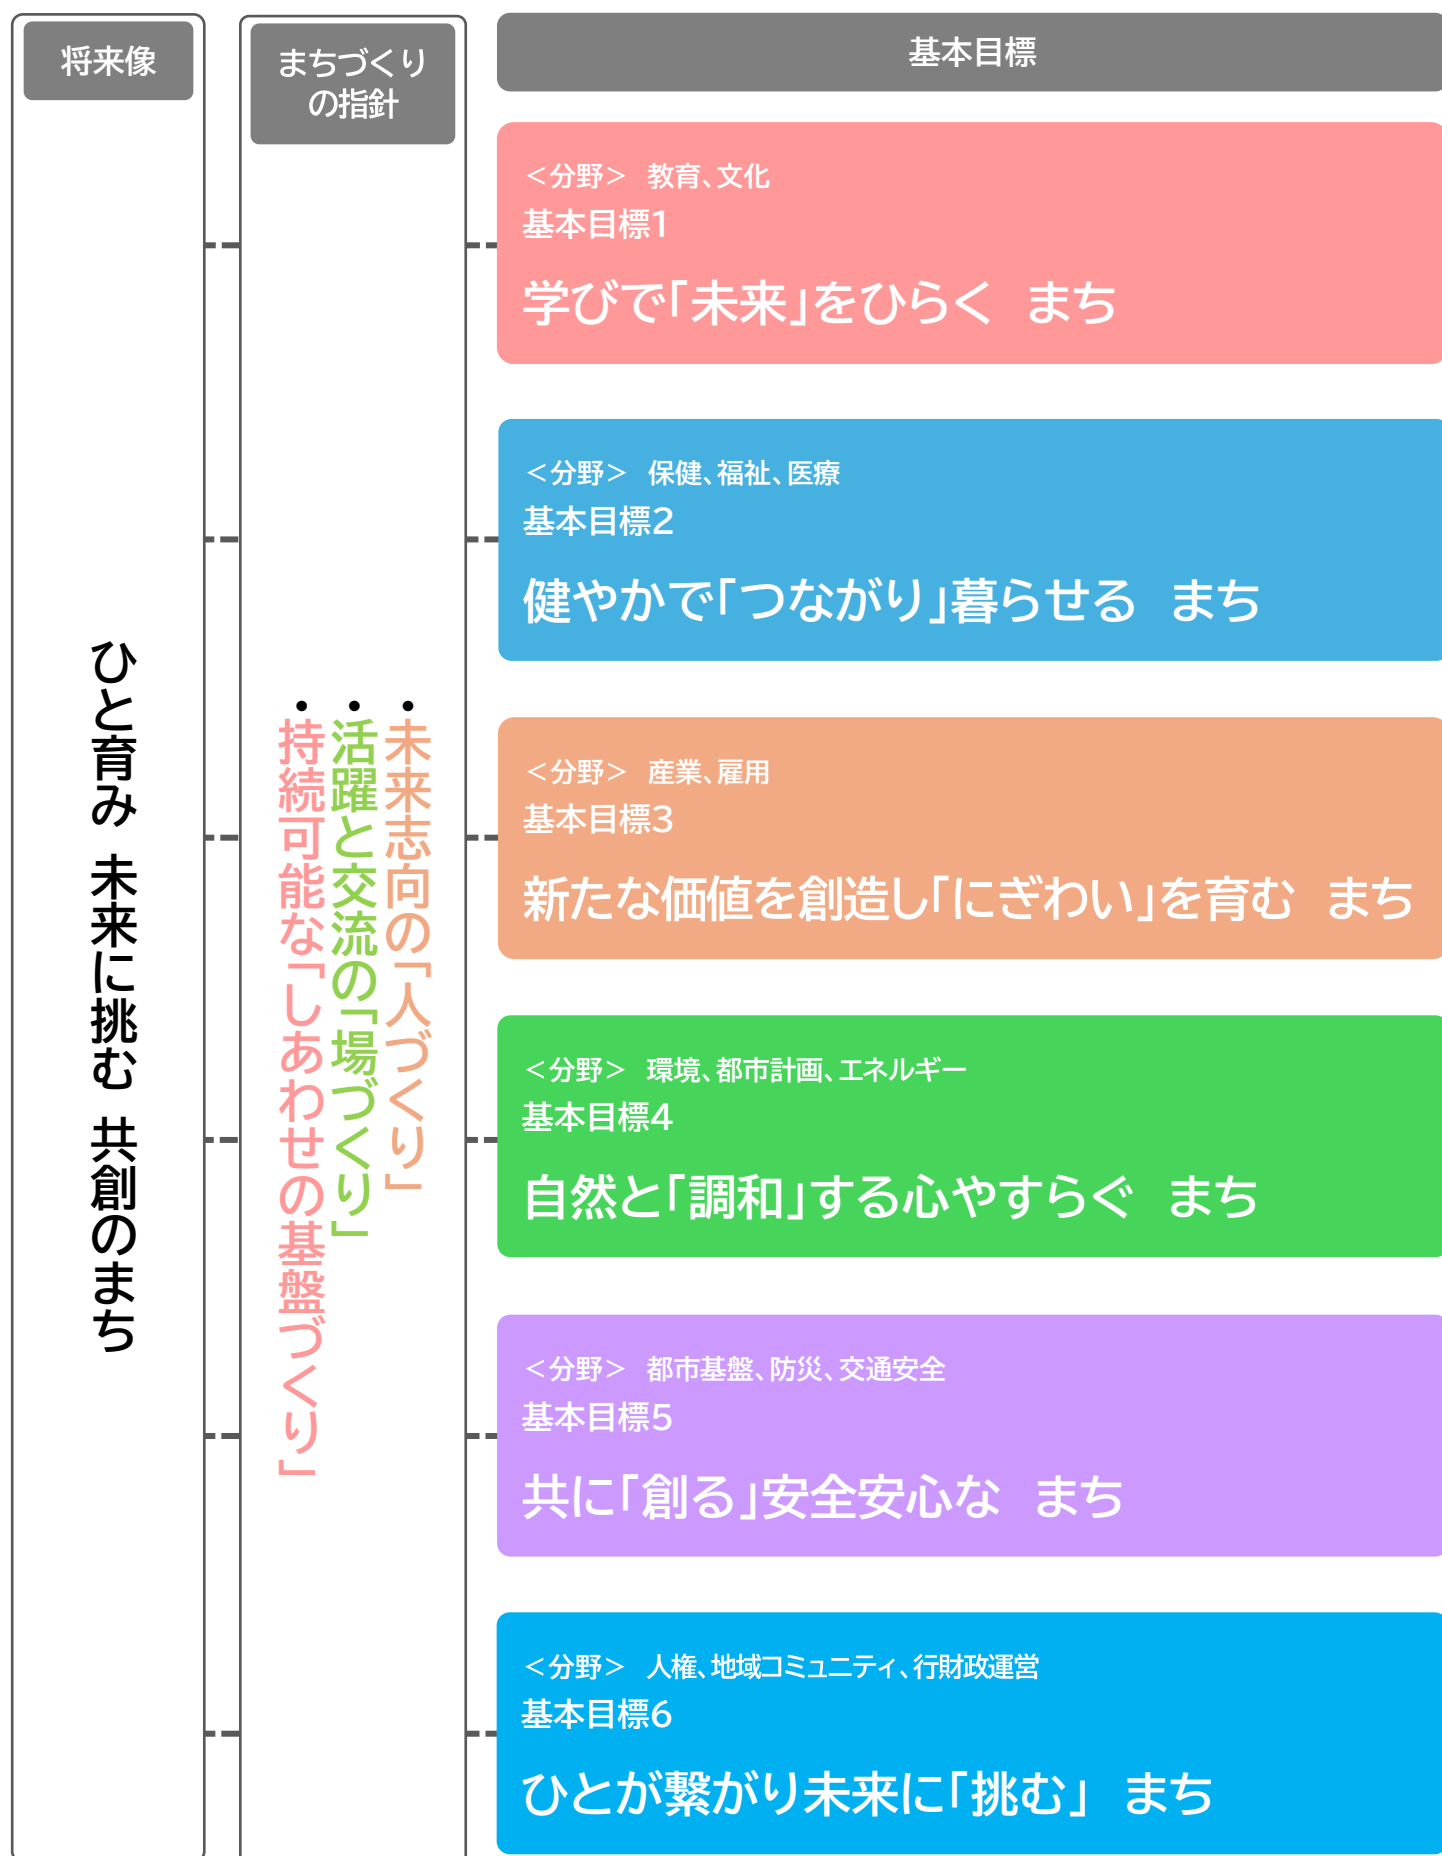 将来像
ひと育み 未来に挑む 共創のまち
まちづくり
の指針
・未来志向の「人づくり」
・活躍と交流の「場づくり」
・持続可能な「しあわせの基盤づくり」
基本目標
＜分野＞ 教育、文化
基本目標1
学びで「未来」をひらく まち
＜分野＞ 保健、福祉、医療
基本目標2
健やかで「つながり」暮らせる まち
＜分野＞ 産業、雇用
基本目標3
新たな価値を創造し「にぎわい」を育む まち
＜分野＞ 環境、都市計画、エネルギー
基本目標4
自然と「調和」する心やすらぐ まち
＜分野＞ 都市基盤、防災、交通安全
基本目標5
共に「創る」安全安心な まち
＜分野＞ 人権、地域コミュニティ、行財政運営
基本目標6
ひとが繋がり未来に「挑む」 まち